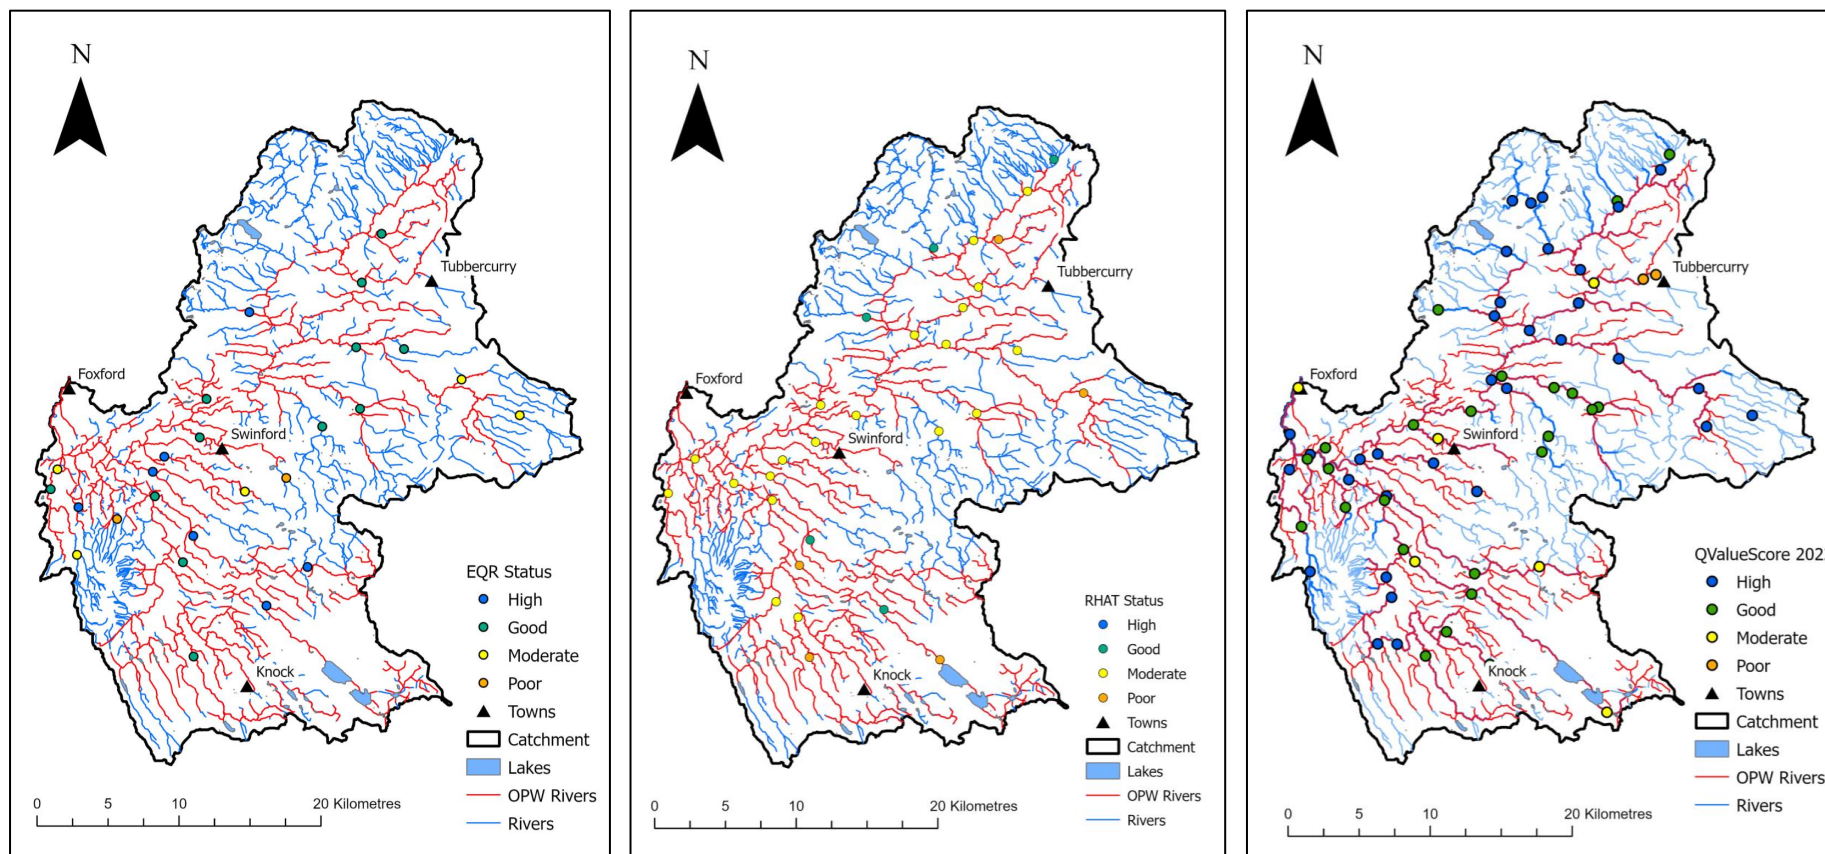 N
Tubbercurry
Foxford
Swinford
Knock
EQR Status
High
Good
Moderate
Poor
Towns
Catchment
Lakes
OPW Rivers
Rivers
0 5 10 20 Kilometres
N
Tubbercurry
Foxford
Swinford
Knock
RHAT Status
High
Good
Moderate
Poor
Towns
Catchment
Lakes
OPW Rivers
Rivers
0 5 10 20 Kilometres
N
Tubbercurry
Foxford
Swinford
Knock
QValueScore
High
Good
Moderate
Poor
Towns
Catchment
Lakes
OPW Rivers
Rivers
0 5 10 20 Kilometres